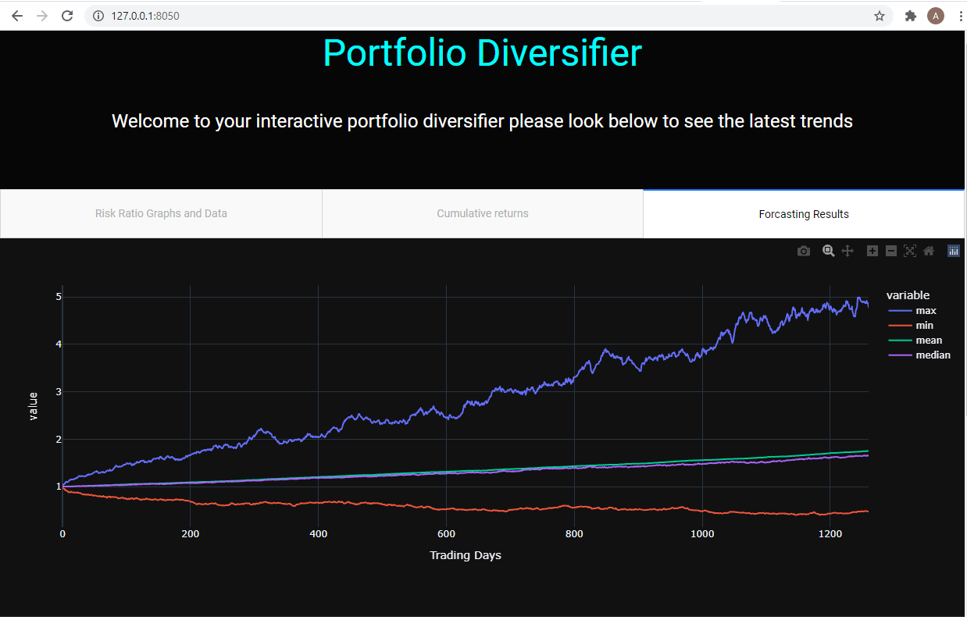 127.0.0.1:8050
A
Portfolio Diversifier
Welcome to your interactive portfolio diversifier please look below to see the latest trends
Risk Ratio Graphs and Data
Cumulative returns
Forcasting Results
variable
max
min
mean
median
value
5
4
3
2
1
0
200
400
600
800
1000
1200
Trading Days